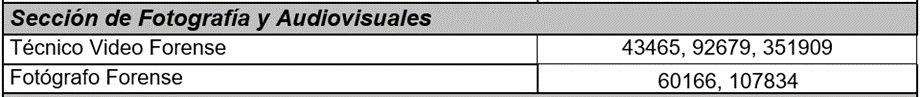 Sección de Fotografía y Audiovisuales
Técnico Video Forense 43465, 92679, 351909
Fotógrafo Forense 60166, 107834